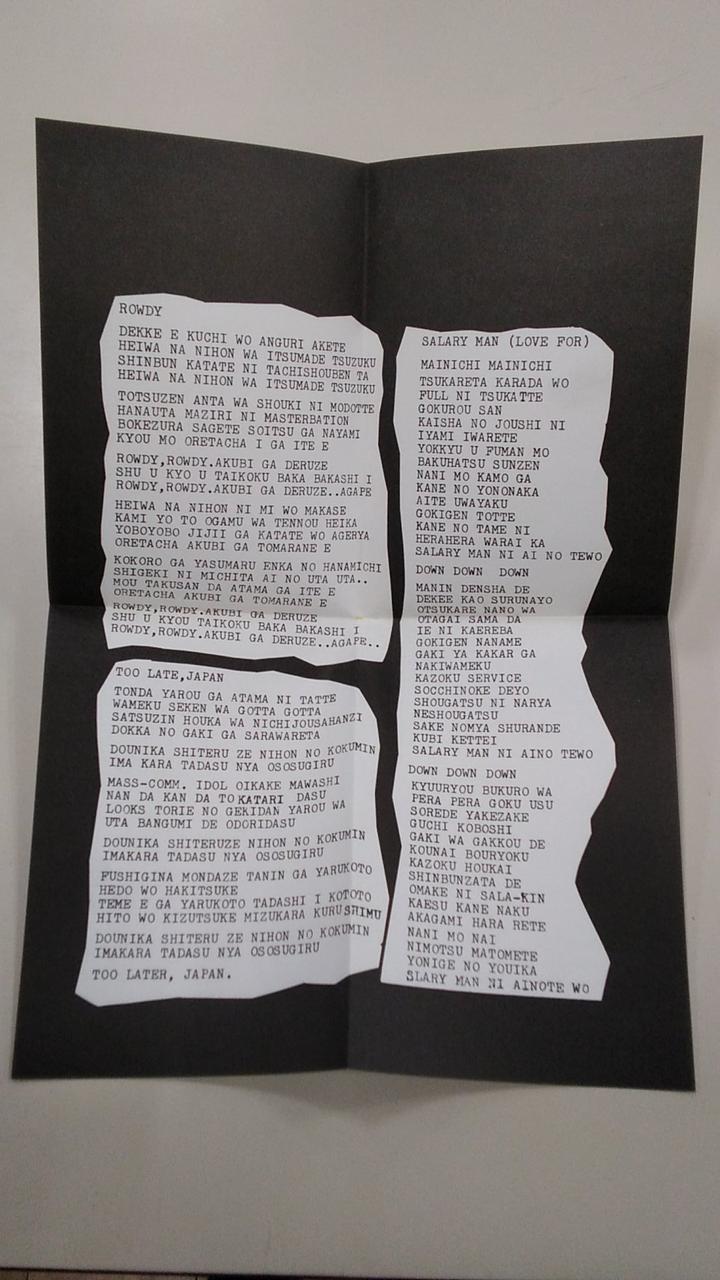 ROWDY
DEKKE E KUCHI WO ANGURI AKETE
HEIWA NA NIHON WA ITSUMADE TSUZUKU
SHINBUN KATATE NI TACHISHOUBEN TA
HEIWA NA NIHON WA ITSUMADE TSUZUKU
TOTSUZEN ANTA WA SHOUKI NI MODOTTE
HANAUTA MAZIRI NI MASTERBATION
BOKEZURA SAGETE SOITSU GA NAYAMI
KYOU MO ORETACHA I GA ITE E
ROWDY,ROWDY.AKUBI GA DERUZE
SHU U KYO U TAIKOKU BAKA BAKASHI I
ROWDY,ROWDY.AKUBI GA DERUZE..AGAPE
HEIWA NA NIHON NI MI WO MAKASE
KAMI YO TO OGAMU WA TENNOU HEIKA
YOBOYOBO JIJII GA KATATE WO AGERYA
ORETACHA AKUBI GA TOMARANE E
KOKORO GA YASUMARU ENKA NO HANAMICHI
SHIGEKI NI MICHITA AI NO UTA UTA..
MOU TAKUSAN DA ATAMA GA ITE E
ORETACHA AKUBI GA TOMARANE E
ROWDY,ROWDY.AKUBI GA DERUZE
SHU U KYOU TAIKOKU BAKA BAKASHI I
ROWDY,ROWDY.AKUBI GA DERUZE..AGAPE..
TOO LATE,JAPAN
TONDA YAROU GA ATAMA NI TATTE
WAMEKU SEKEN WA GOTTA GOTTA
SATSUZIN HOUKA WA NICHIJOUSAHANZI
DOKKA NO GAKI GA SARAWARETA
DOUNIKA SHITERU ZE NIHON NO KOKUMIN
IMA KARA TADASU NYA OSOSUGIRU
MASS-COMM. IDOL OIKAKE MAWASHI
NAN DA KAN DA TO KATARI DASU
LOOKS TORIE NO GEKIDAN YAROU WA
UTA BANGUMI DE ODORIDASU
DOUNIKA SHITERUZE NIHON NO KOKUMIN
IMAKARA TADASU NYA OSOSUGIRU
FUSHIGINA MONDAZE TANIN GA YARUKOTO
HEDO WO HAKITSUKE
TEME E GA YARUKOTO TADASHI I KOTOTO
HITO WO KIZUTSUKE MIZUKARA KURUSHIMU
DOUNIKA SHITERU ZE NIHON NO KOKUMIN
IMAKARA TADASU NYA OSOSUGIRU
TOO LATER, JAPAN.
SALARY MAN (LOVE FOR)
MAINICHI MAINICHI
TSUKARETA KARADA WO
FULL NI TSUKATTE
GOKUROU SAN
KAISHA NO JOUSHI NI
IYAMI IWARETE
YOKKYU U FUMAN MO
BAKUHATSU SUNZEN
NANI MO KAMO GA
KANE NO YONONAKA
AITE UWAYAKU
GOKIGEN TOTTE
KANE NO TAME NI
HERAHERA WARAI KA
SALARY MAN NI AI NO TEWO
DOWN DOWN DOWN
MANIN DENSHA DE
DEKEE KAO SURUNAYO
OTSUKARE NANO WA
OTAGAI SAMA DA
IE NI KAEREBA
GOKIGEN NANAME
GAKI YA KAKAR GA
NAKIWAMEKU
KAZOKU SERVICE
SOCCHINOKE DEYO
SHOUGATSU NI NARYA
NESHOUGATSU
SAKE NOMYA SHURANDE
KUBI KETTEI
SALARY MAN NI AINO TEWO
DOWN DOWN DOWN
KYUURYOU BUKURO WA
PERA PERA GOKU USU
SOREDE YAKEZAKE
GUCHI KOBOSHI
GAKI WA GAKKOU DE
KOUNAI BOURYOKU
KAZOKU HOUKAI
SHINBUNZATA DE
OMAKE NI SALA-KIN
KAESU KANE NAKU
AKAGAMI HARA RETE
NANI MO NAI
NIMOTSU MATOMETE
YONIGE NO YOUIKA
SLARY MAN NI AINOTE WO